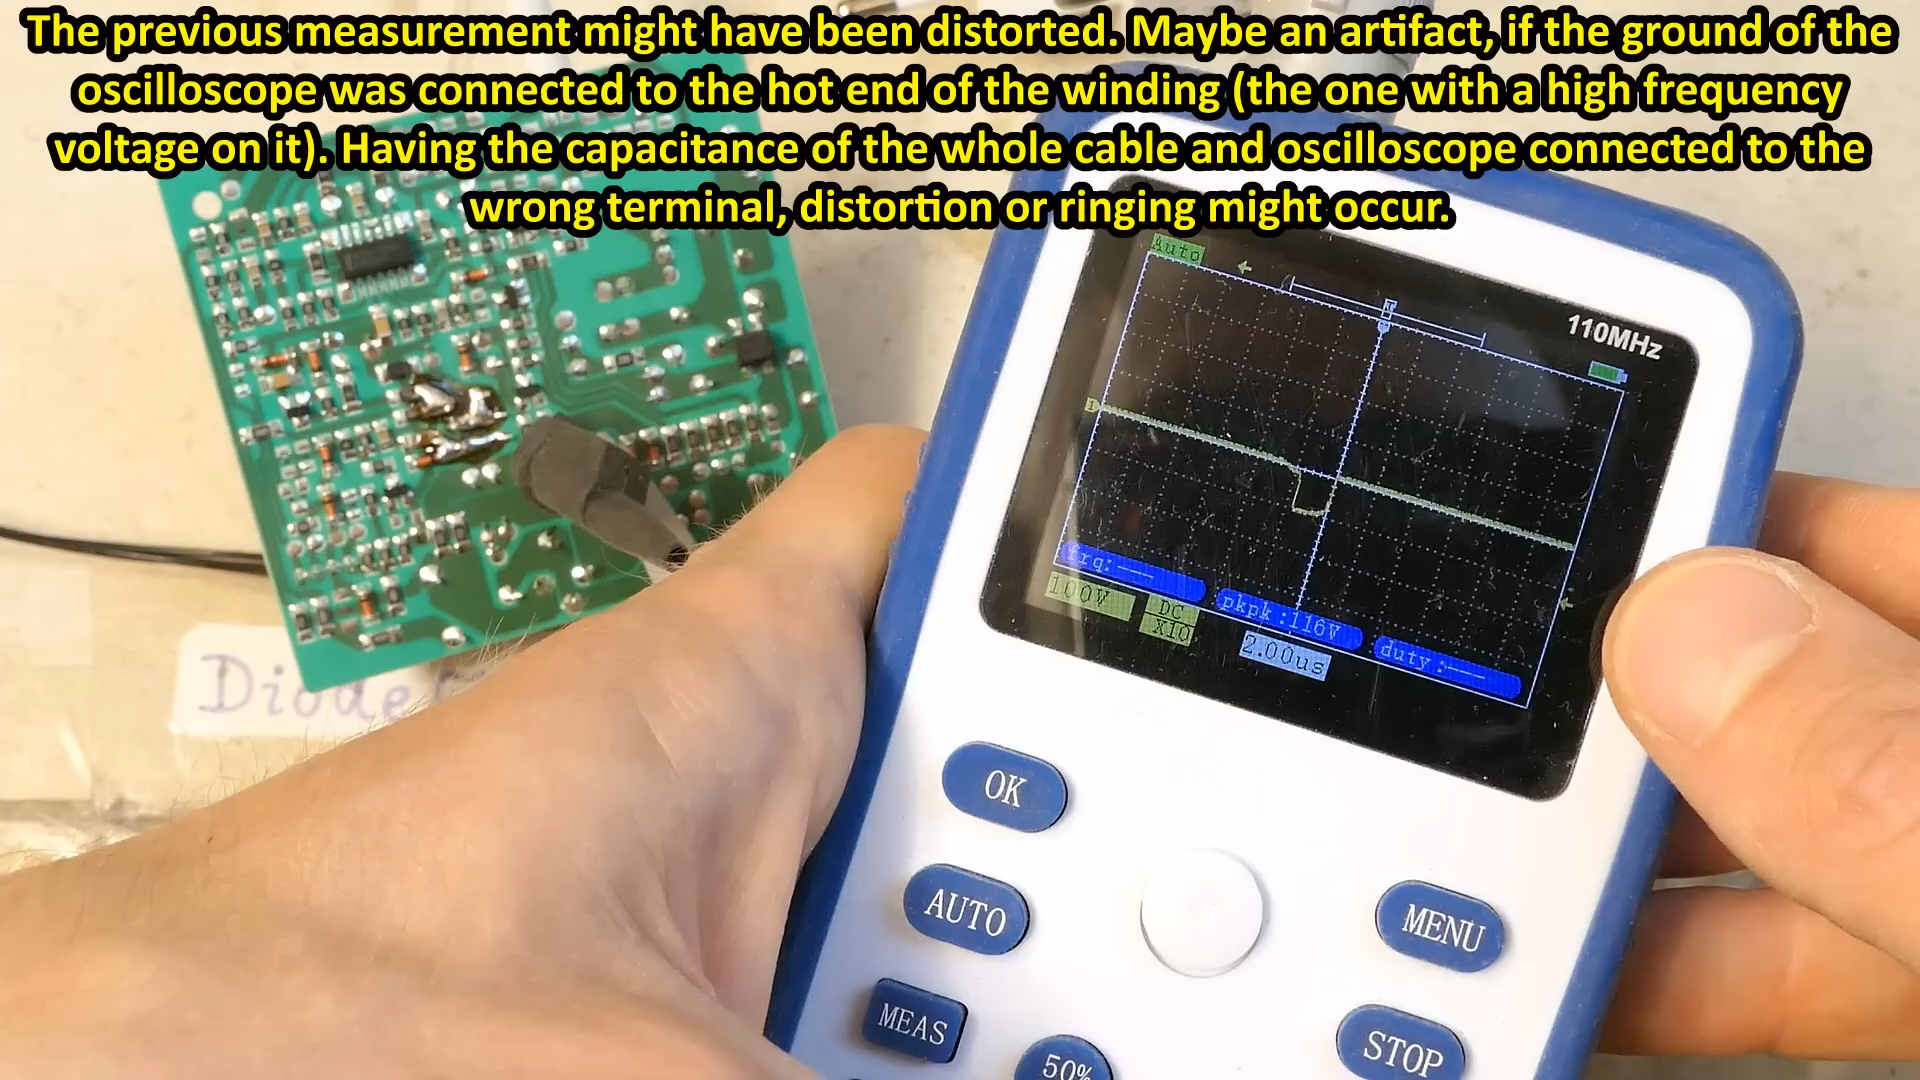 The previous measurement might have been distorted. Maybe an artifact, if the ground of the
oscilloscope was connected to the hot end of the winding (the one with a high frequency
voltage on it). Having the capacitance of the whole cable and oscilloscope connected to the
wrong terminal, distortion or ringing might occur.
Auto
110MHz
frq:---
100V
DC
X10
pkpk:116V
2.00us
duty:---
Diode
OK
AUTO
MENU
MEAS
50%
STOP